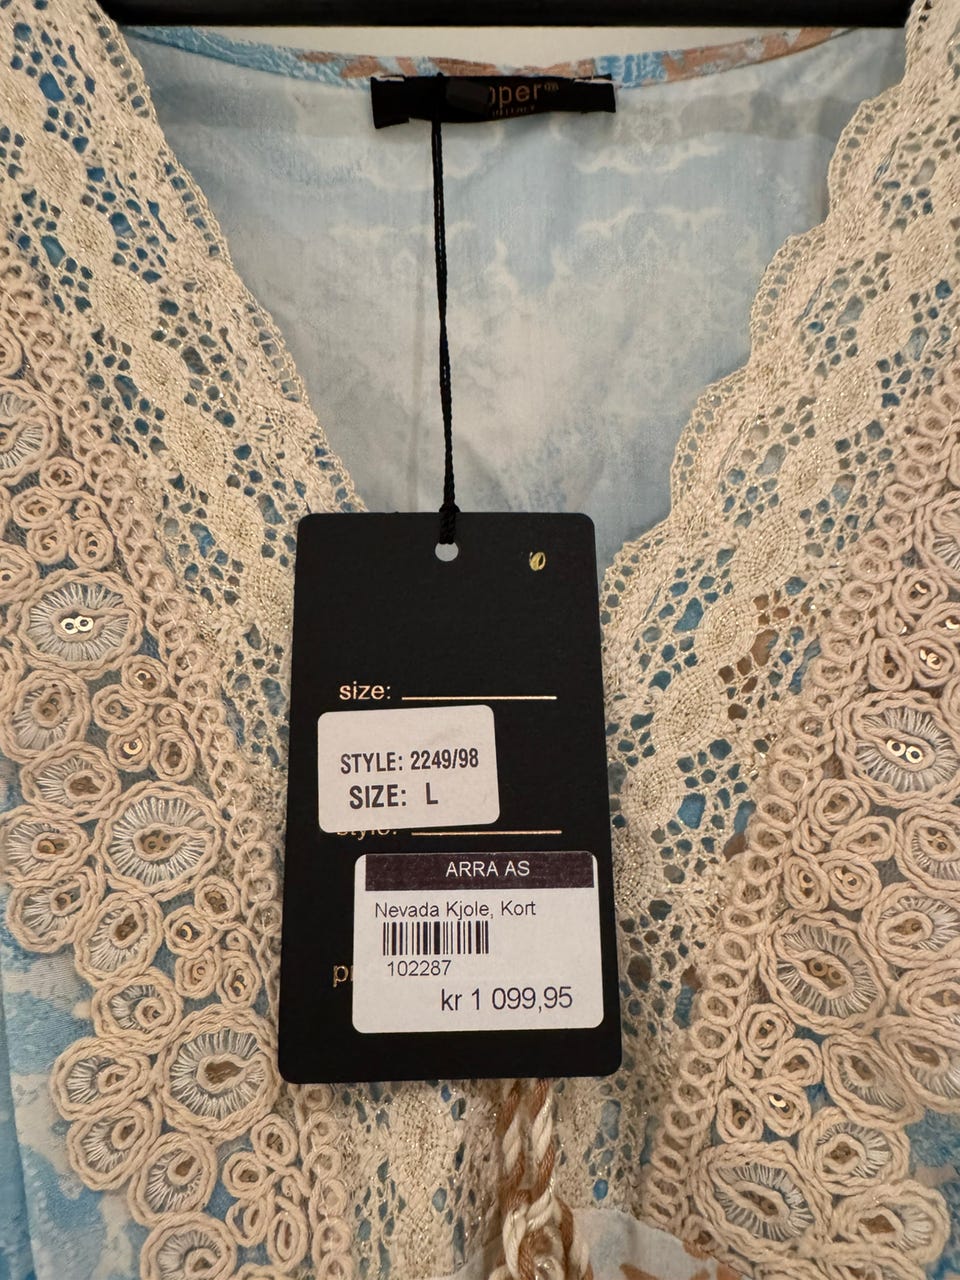 size:
STYLE: 2249/98
SIZE: L
style:
ARRA AS
Nevada Kjole, Kort
102287
kr 1 099,95